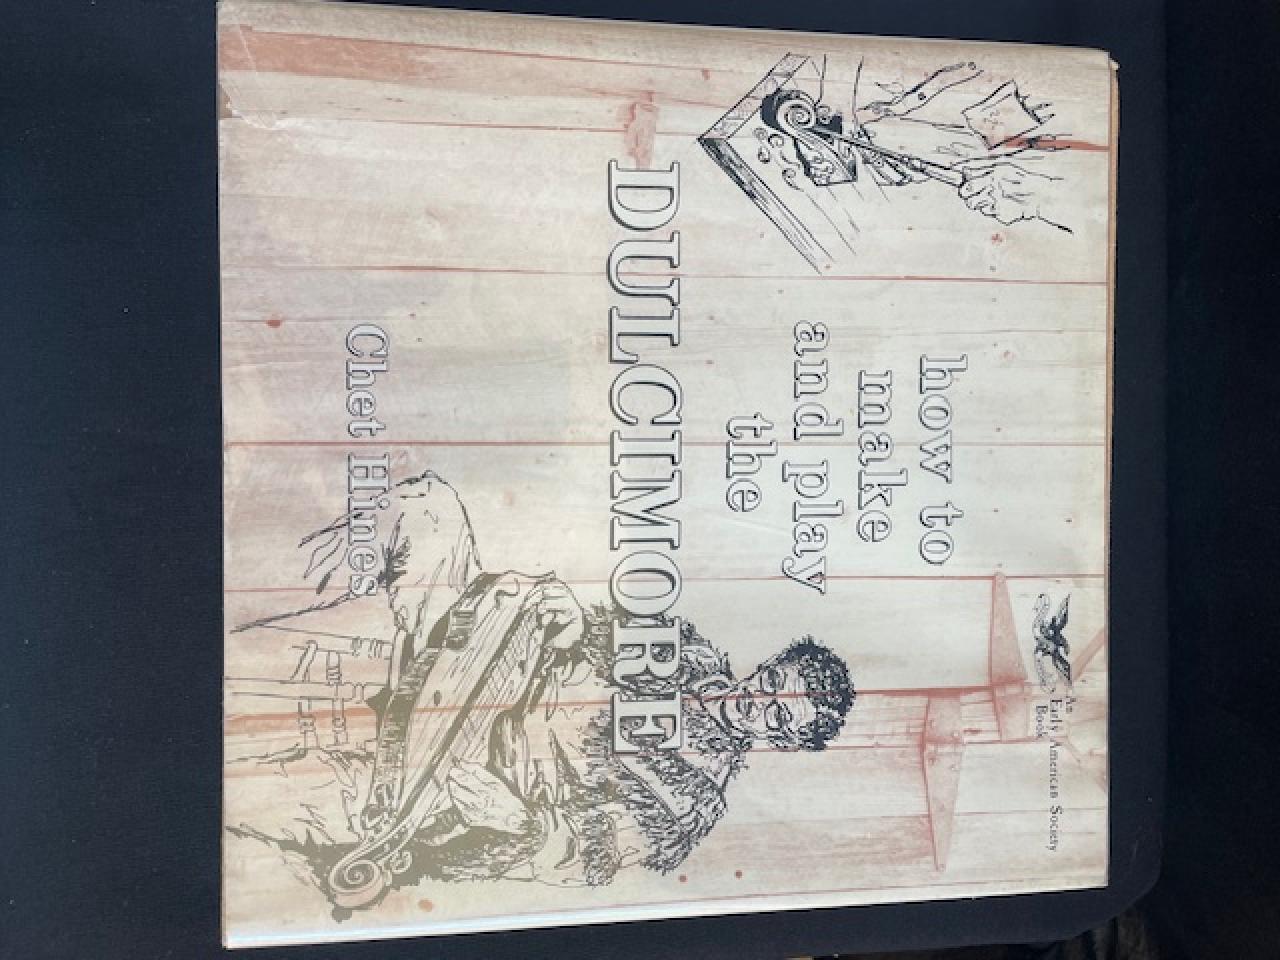 An
Early American Society
Book
how to
make
and play
the
DULCIMORE
Chet Hines